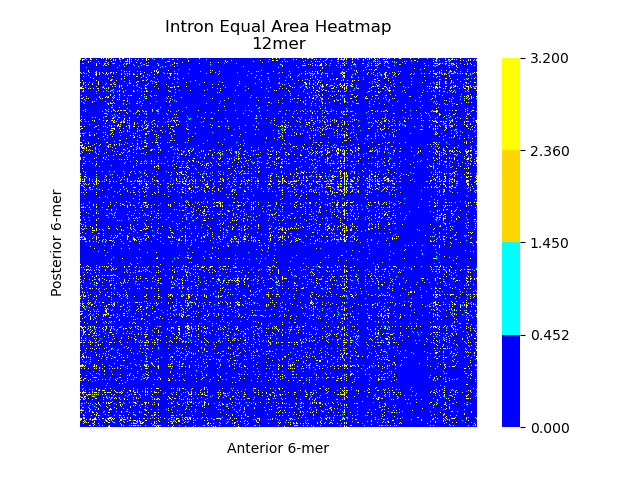 Intron Equal Area Heatmap
12mer
Posterior 6-mer
Anterior 6-mer
3.200
2.360
1.450
0.452
0.000